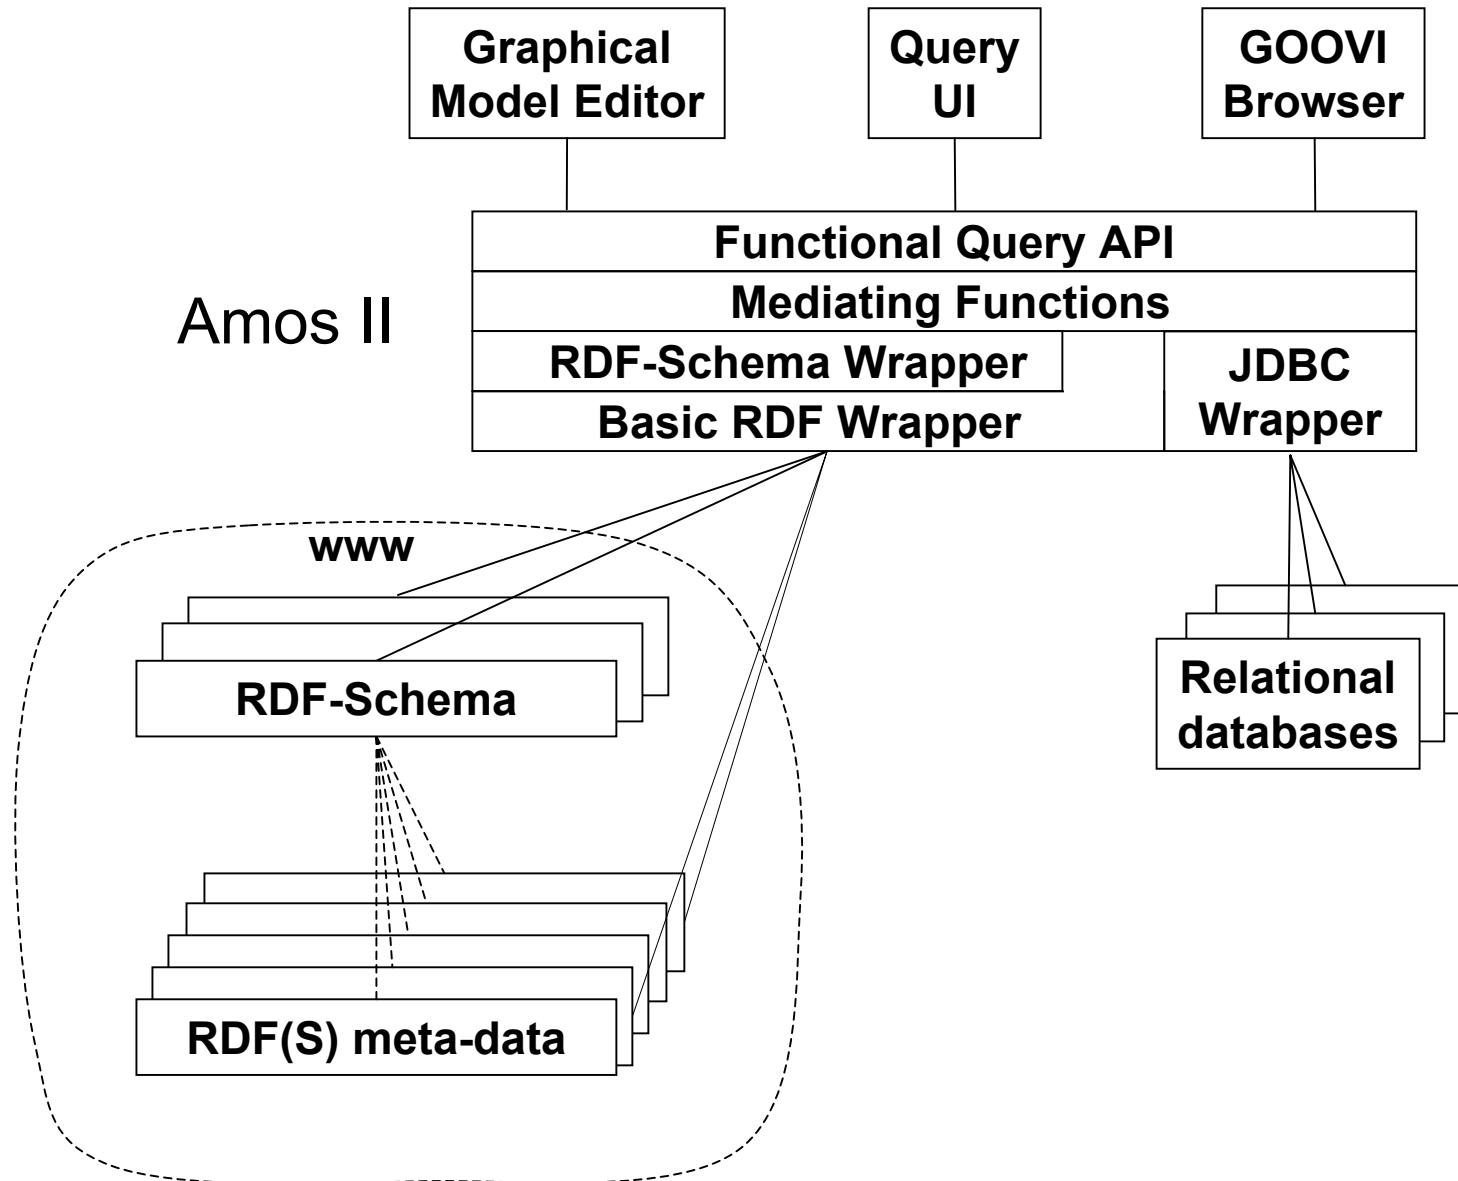 Graphical
Model Editor
Query
UI
GOOVI
Browser
Functional Query API
Mediating Functions
Amos II
RDF-Schema Wrapper
JDBC
Wrapper
Basic RDF Wrapper
www
RDF-Schema
Relational
databases
RDF(S) meta-data